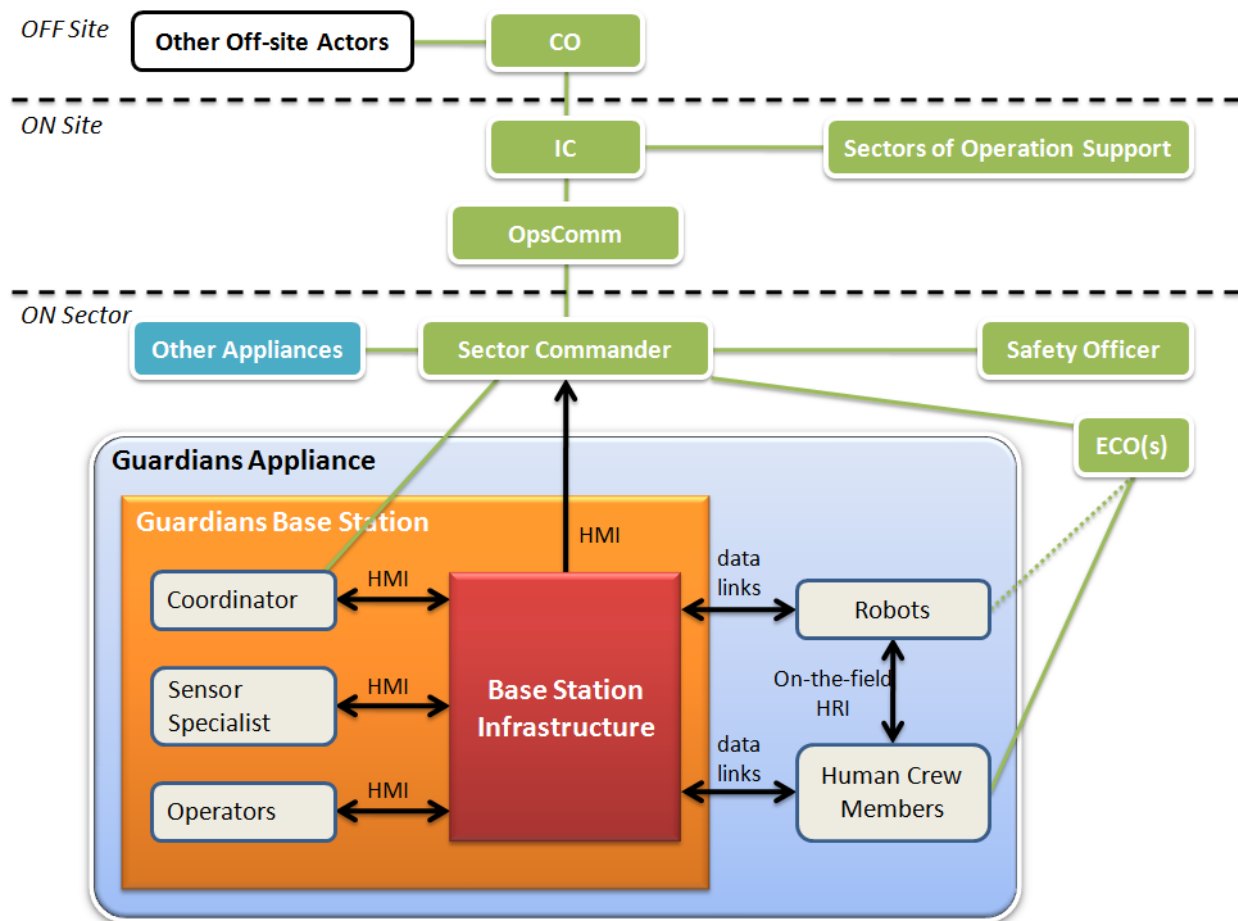 OFF Site
Other Off-site Actors
CO
ON Site
IC
Sectors of Operation Support
OpsComm
ON Sector
Other Appliances
Sector Commander
Safety Officer
ECO(s)
Guardians Appliance
Guardians Base Station
HMI
data
links
Coordinator
HMI
Robots
Sensor
Specialist
HMI
Base Station
Infrastructure
On-the-field
HRI
data
links
Operators
HMI
Human Crew
Members